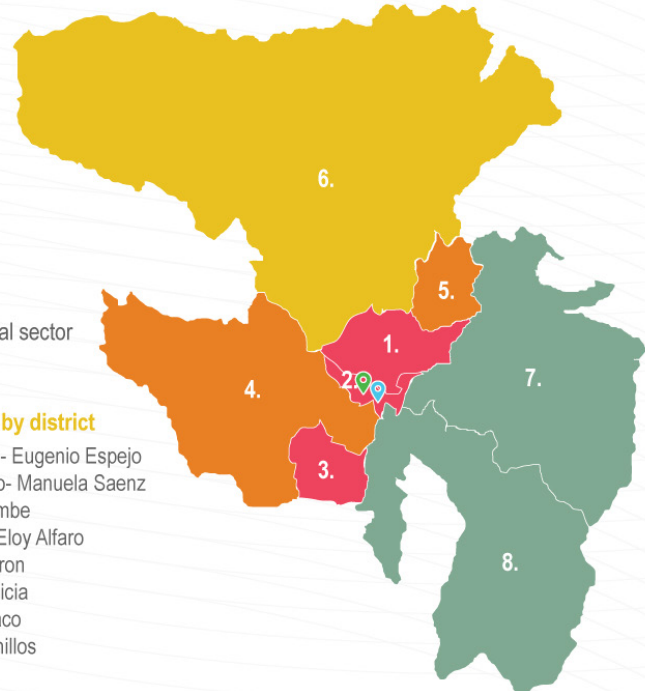 6.
5.
al sector
1.
2.
7.
4.
by district
- Eugenio Espejo
3.
o- Manuela Saenz
mbe
Eloy Alfaro
ron
8.
icia
aco
nillos